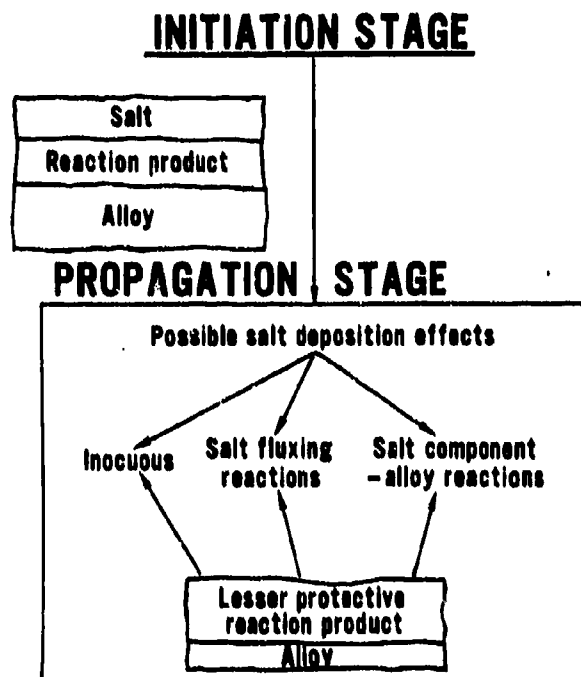 INITIATION STAGE
Salt
Reaction product
Alloy
PROPAGATION STAGE
Possible salt deposition effects
Inocuous
Salt fluxing
reactions
Salt component
-alloy reactions
Lesser protective
reaction product
Alloy